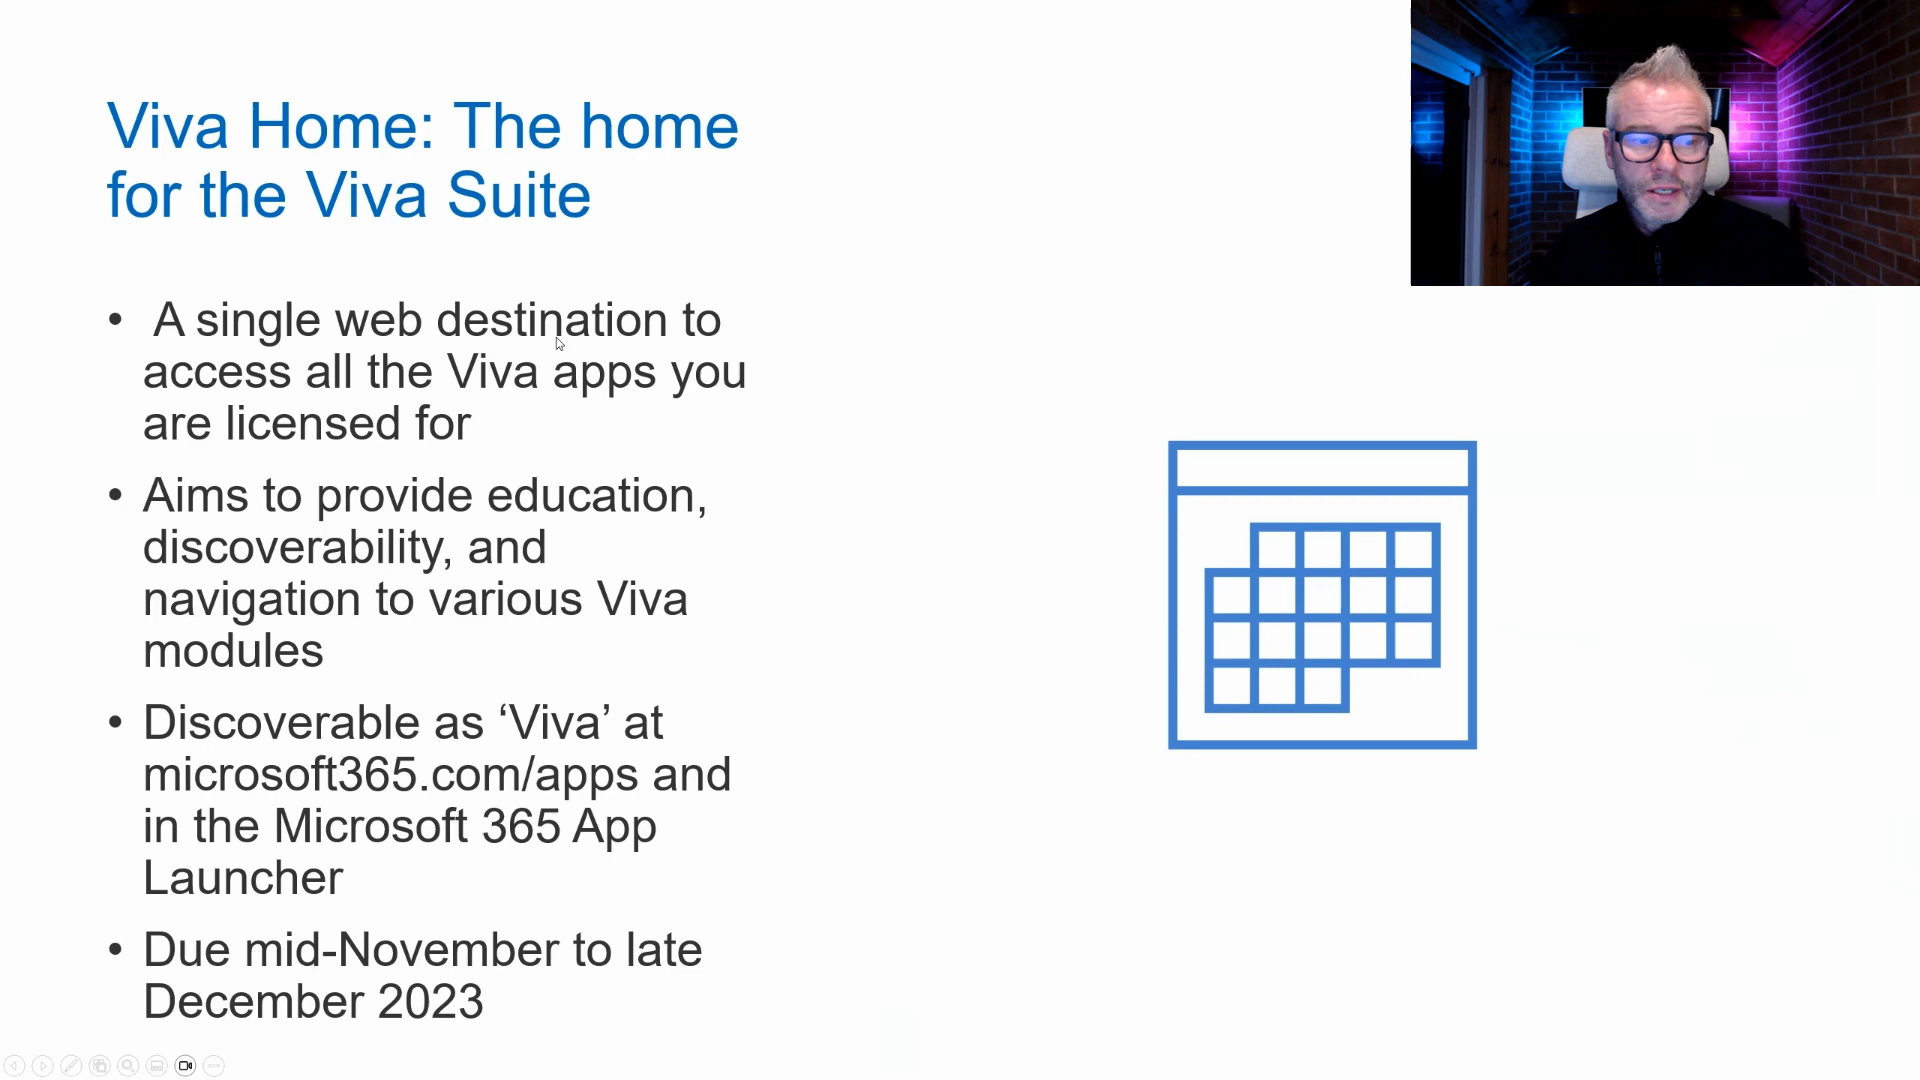 Viva Home: The home
for the Viva Suite
• A single web destination to
access all the Viva apps you
are licensed for
• Aims to provide education,
discoverability, and
navigation to various Viva
modules
• Discoverable as ‘Viva’ at
microsoft365.com/apps and
in the Microsoft 365 App
Launcher
• Due mid-November to late
December 2023